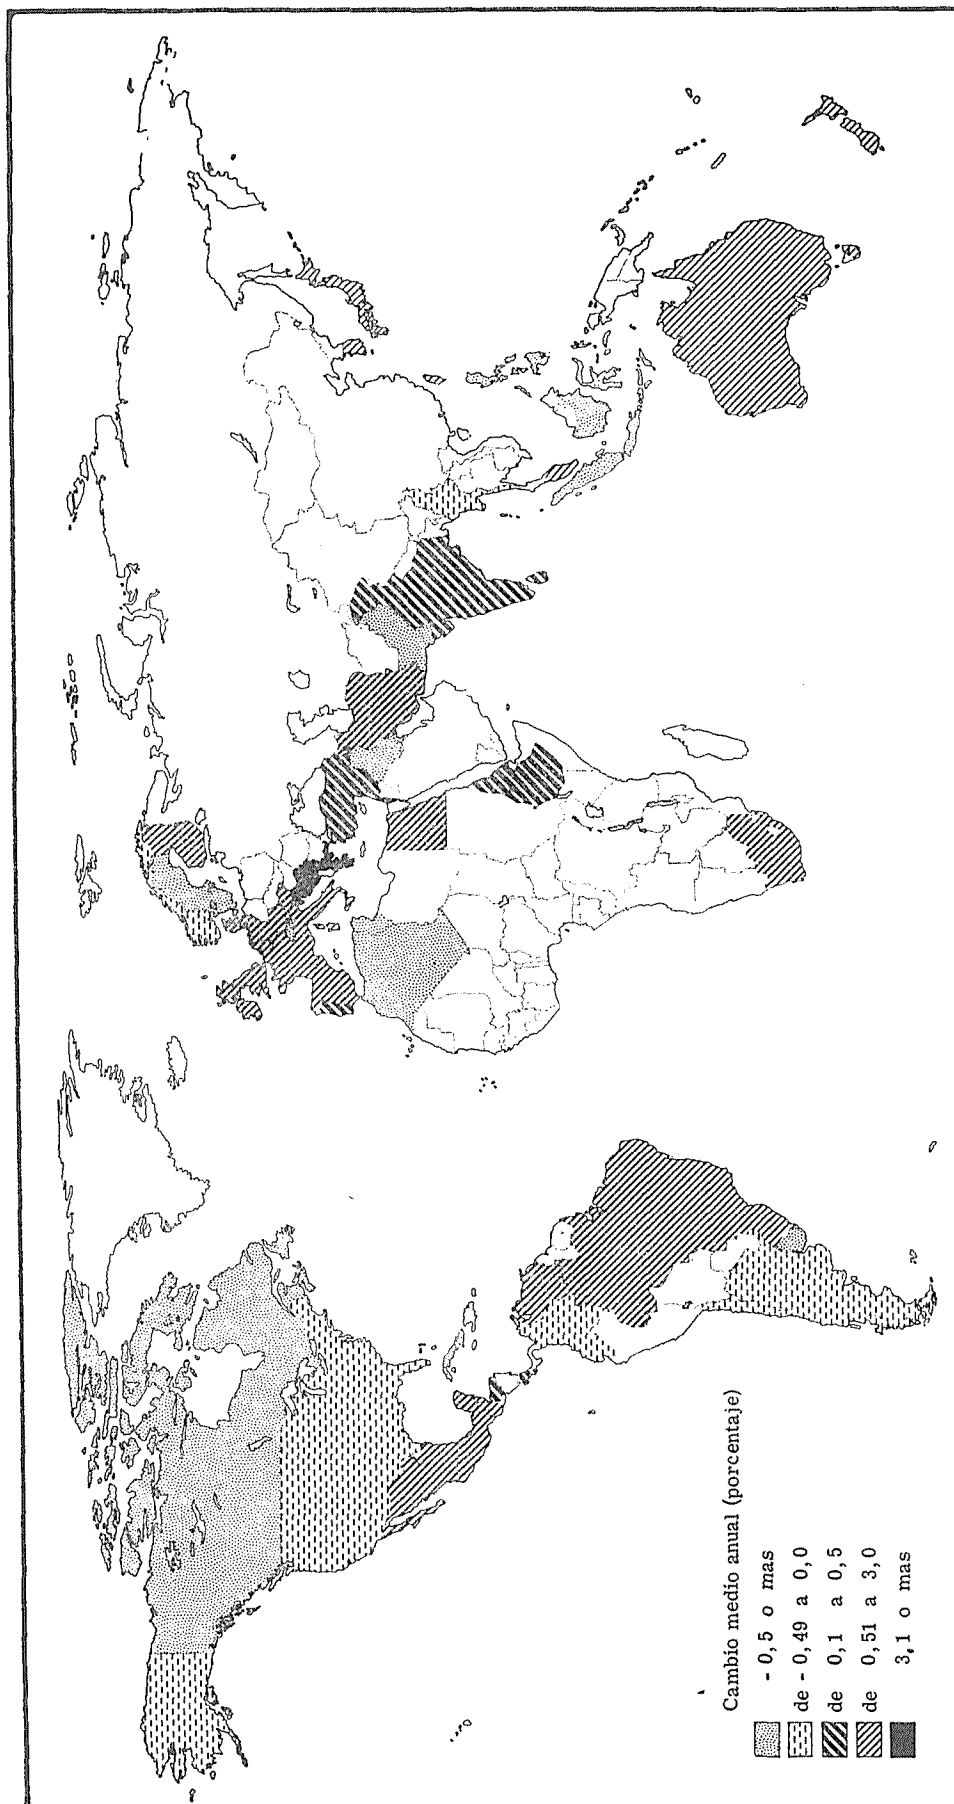 Cambio medio anual (porcentaje)
- 0,5 o mas
de - 0,49 a 0,0
de 0,1 a 0,5
de 0,51 a 3,0
3,1 o mas